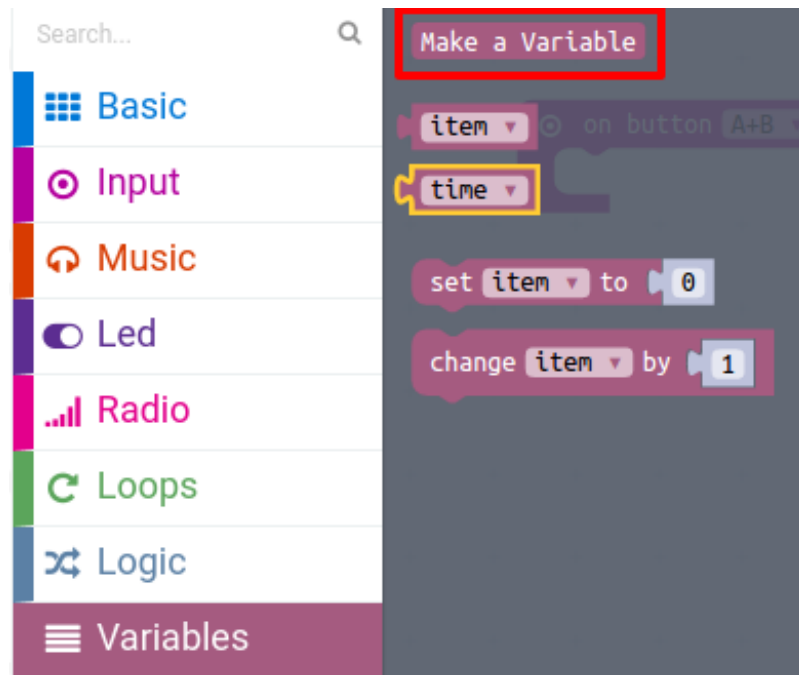 Search...
Basic
Input
Music
Led
Radio
Loops
Logic
Variables
Make a Variable
item
on button A+B
time
set item to 0
change item by 1